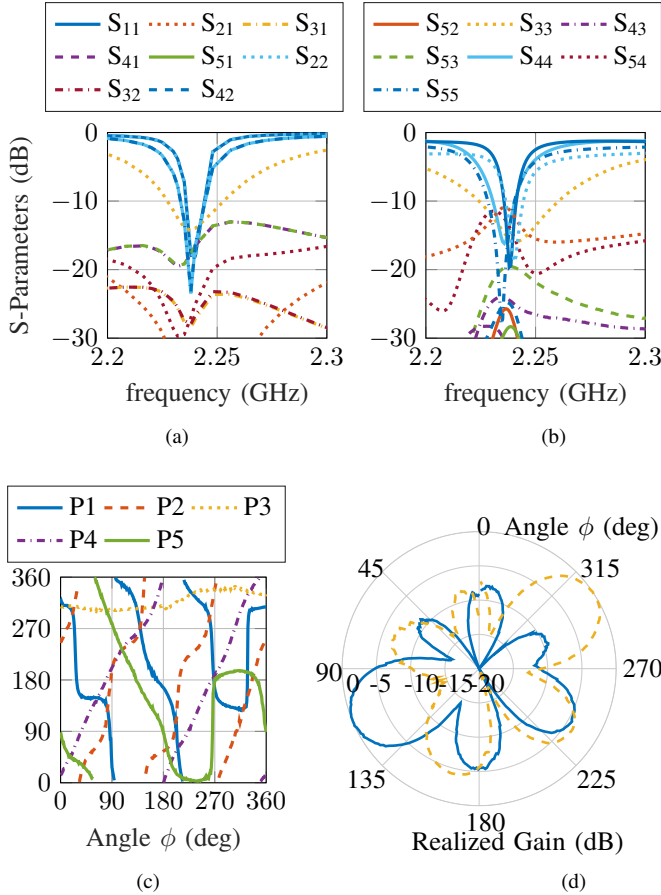 S11 S21 S31
S41 S51 S22
S32 S42
S52 S33 S43
S53 S44 S54
S55
S-Parameters (dB)
0
−10
−20
−30
2.2 2.25 2.3
frequency (GHz)
(a)
0
−10
−20
−30
2.2 2.25 2.3
frequency (GHz)
(b)
P1 P2 P3
P4 P5
360
270
180
90
0
0 90 180 270 360
Angle ϕ (deg)
(c)
0 Angle ϕ (deg)
45 315
90 270
0 -5 -10 -15 -20
135 225
180
Realized Gain (dB)
(d)